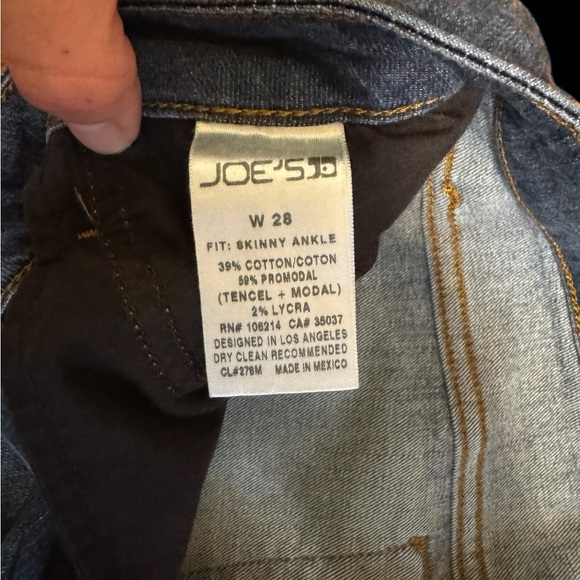 JOE'S
W 28
FIT: SKINNY ANKLE
39% COTTON/COTON
59% PROMODAL
(TENCEL + MODAL)
2% LYCRA
RN# 106214 CA# 35037
DESIGNED IN LOS ANGELES
DRY CLEAN RECOMMENDED
CL#276M MADE IN MEXICO